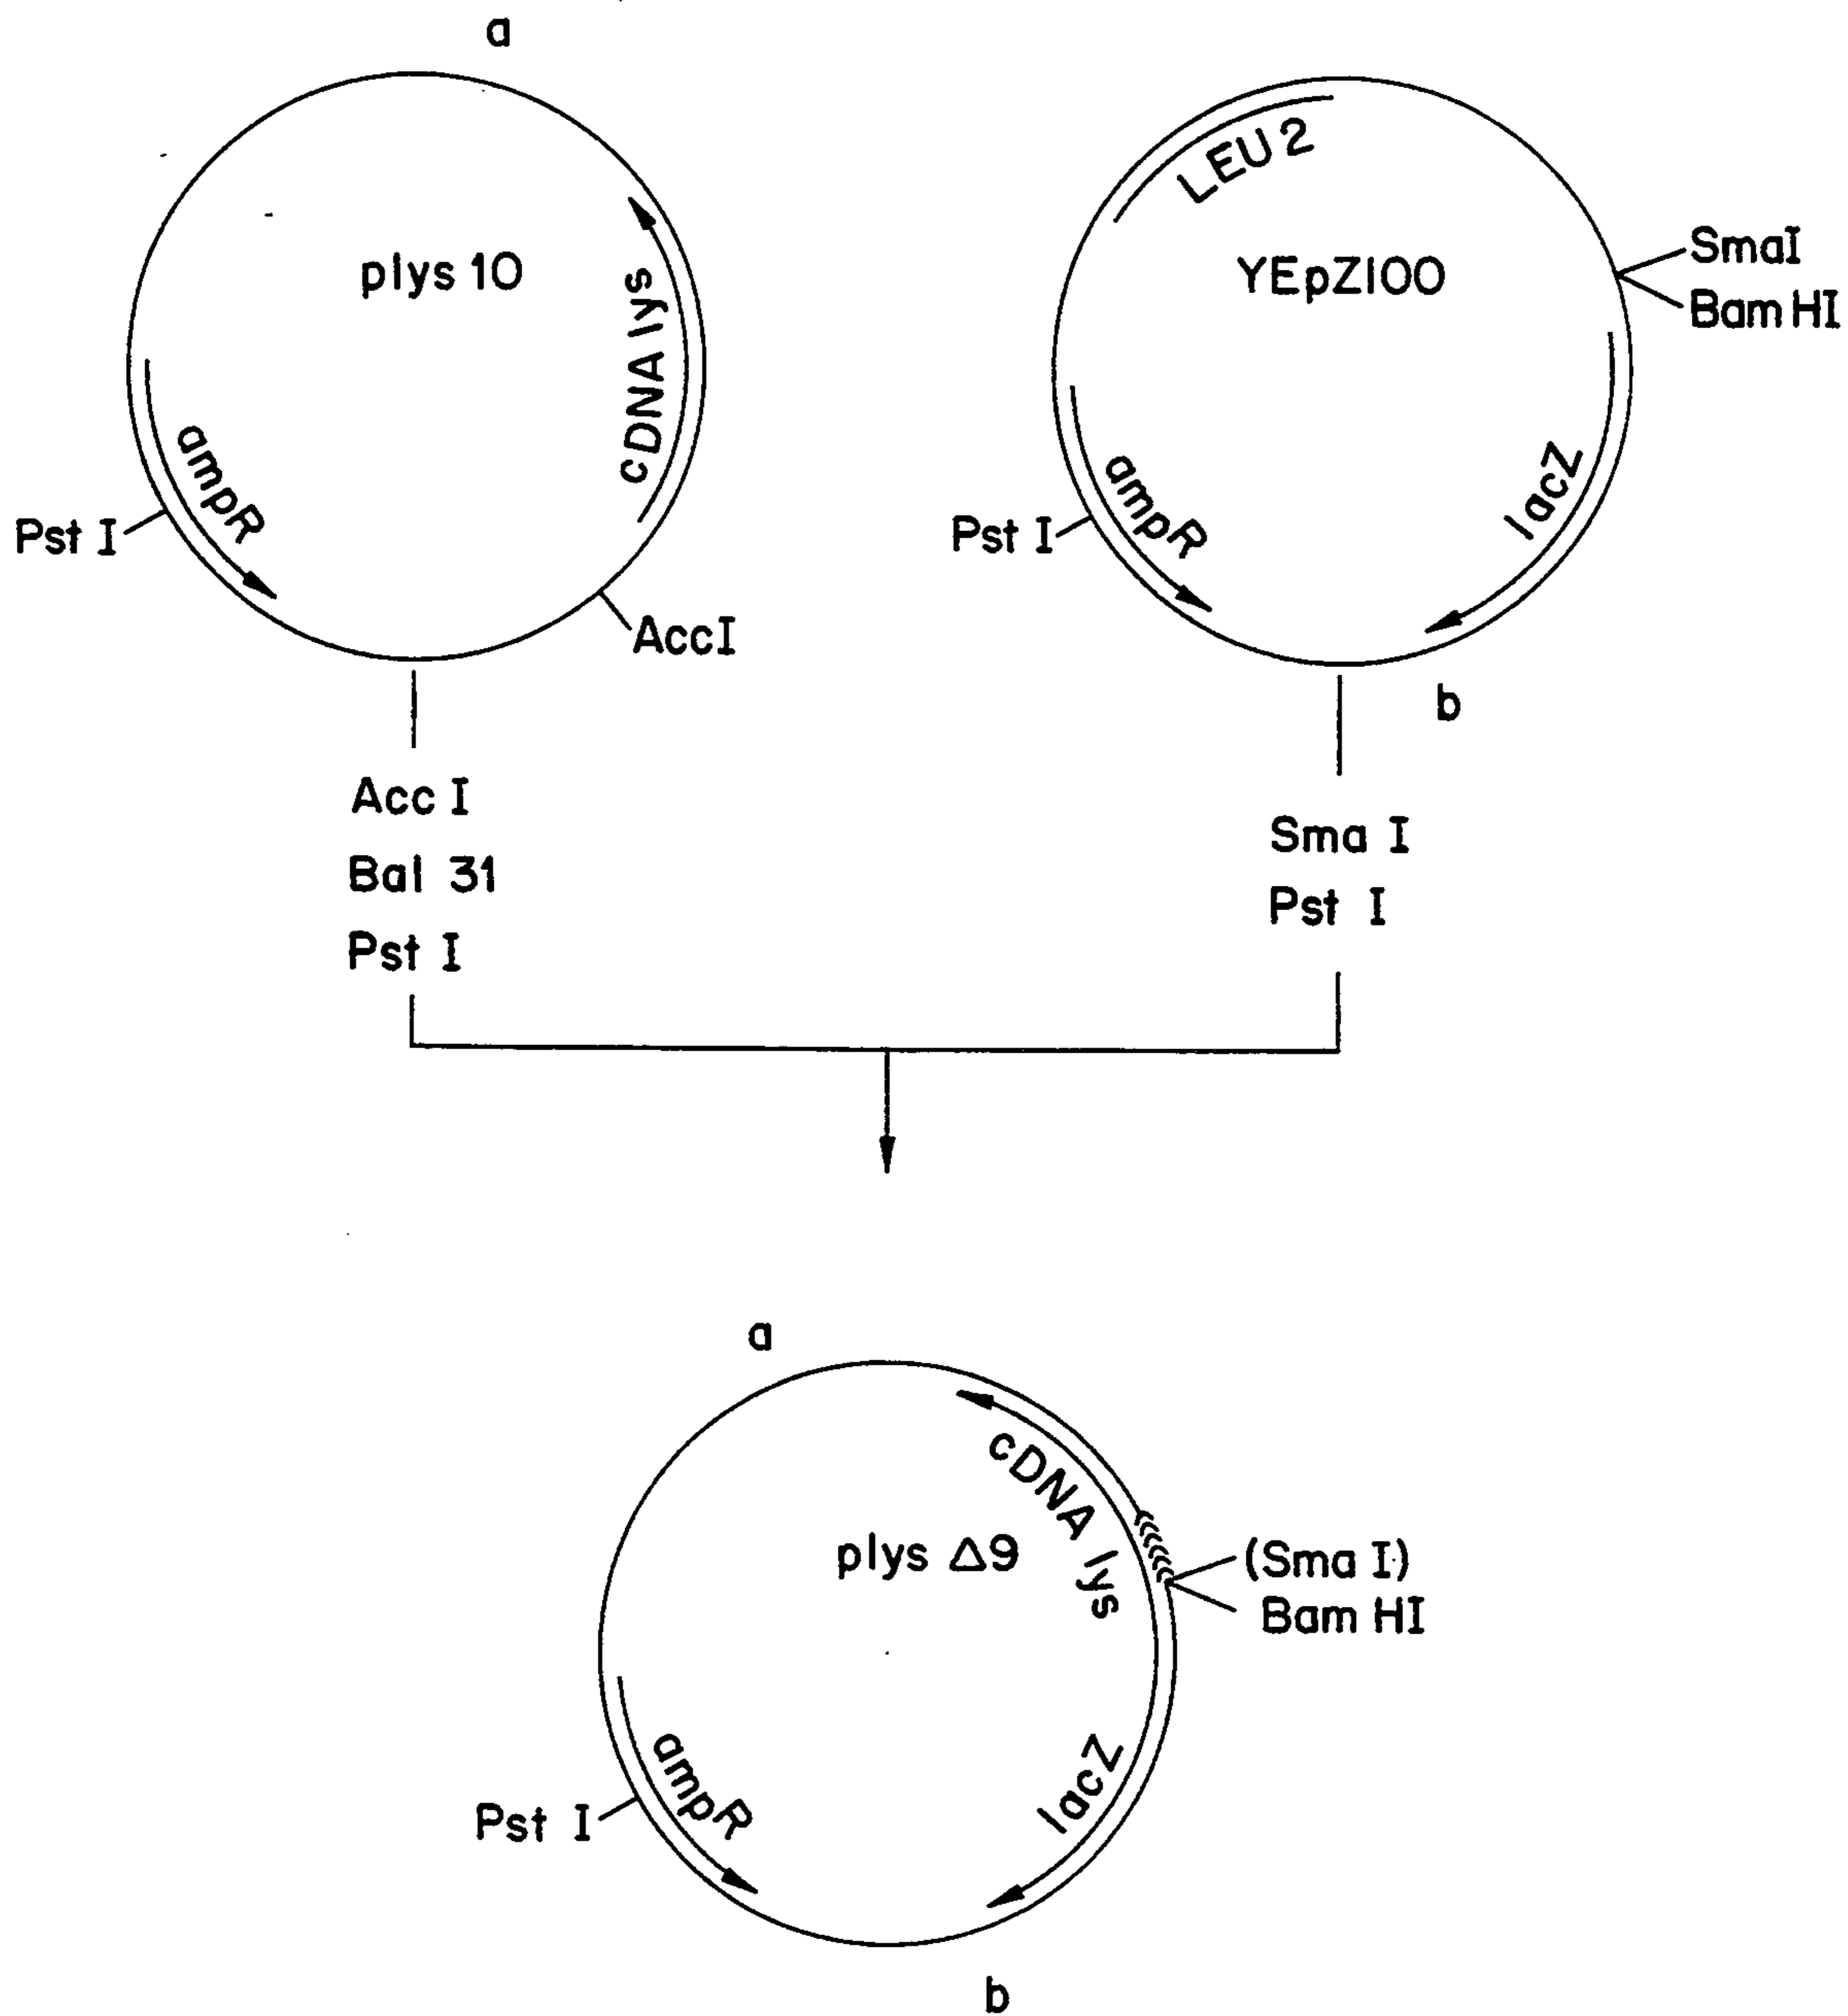 a
plys 10
cDNA lys
ampR
Pst I
AccI
LEU2
YEpZ100
SmaI
Bam HI
lacZ
ampR
Pst I
b
Acc I
Bal 31
Pst I
Sma I
Pst I
a
cDNA lys
plys Δ9
(Sma I)
Bam HI
ampR
lacZ
Pst I
b